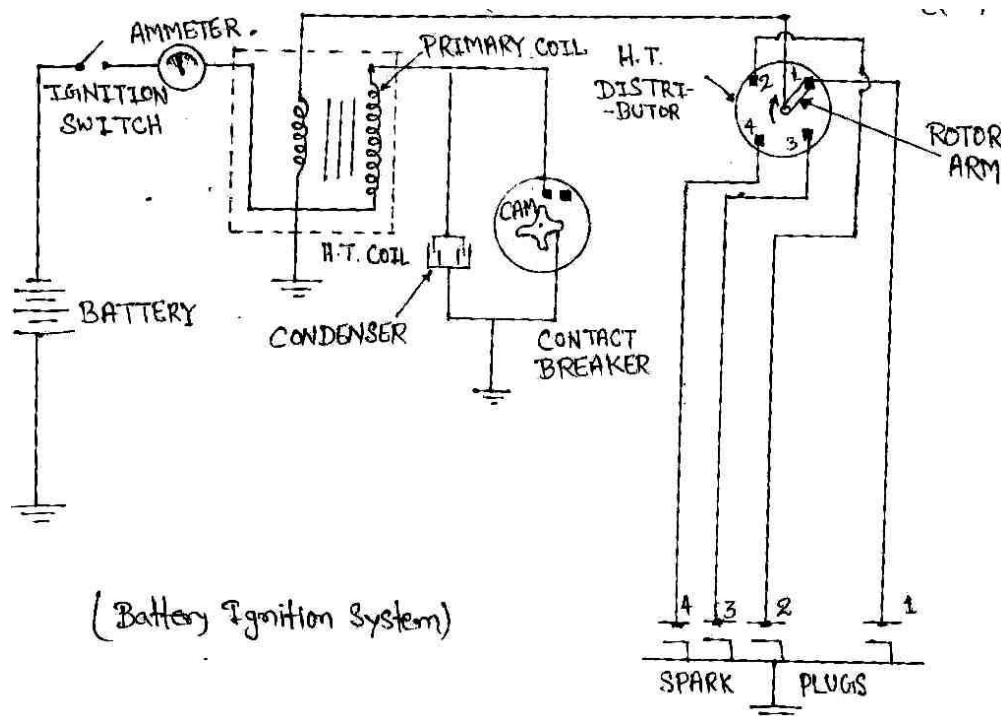 AMMETER.
IGNITION
SWITCH
PRIMARY COIL
H.T.
DISTRI-
-BUTOR
2
1
4
3
ROTOR
ARM
CAM
H.T. COIL
BATTERY
CONDENSER
CONTACT
BREAKER
(Battery Ignition System)
4
3
2
1
SPARK PLUGS